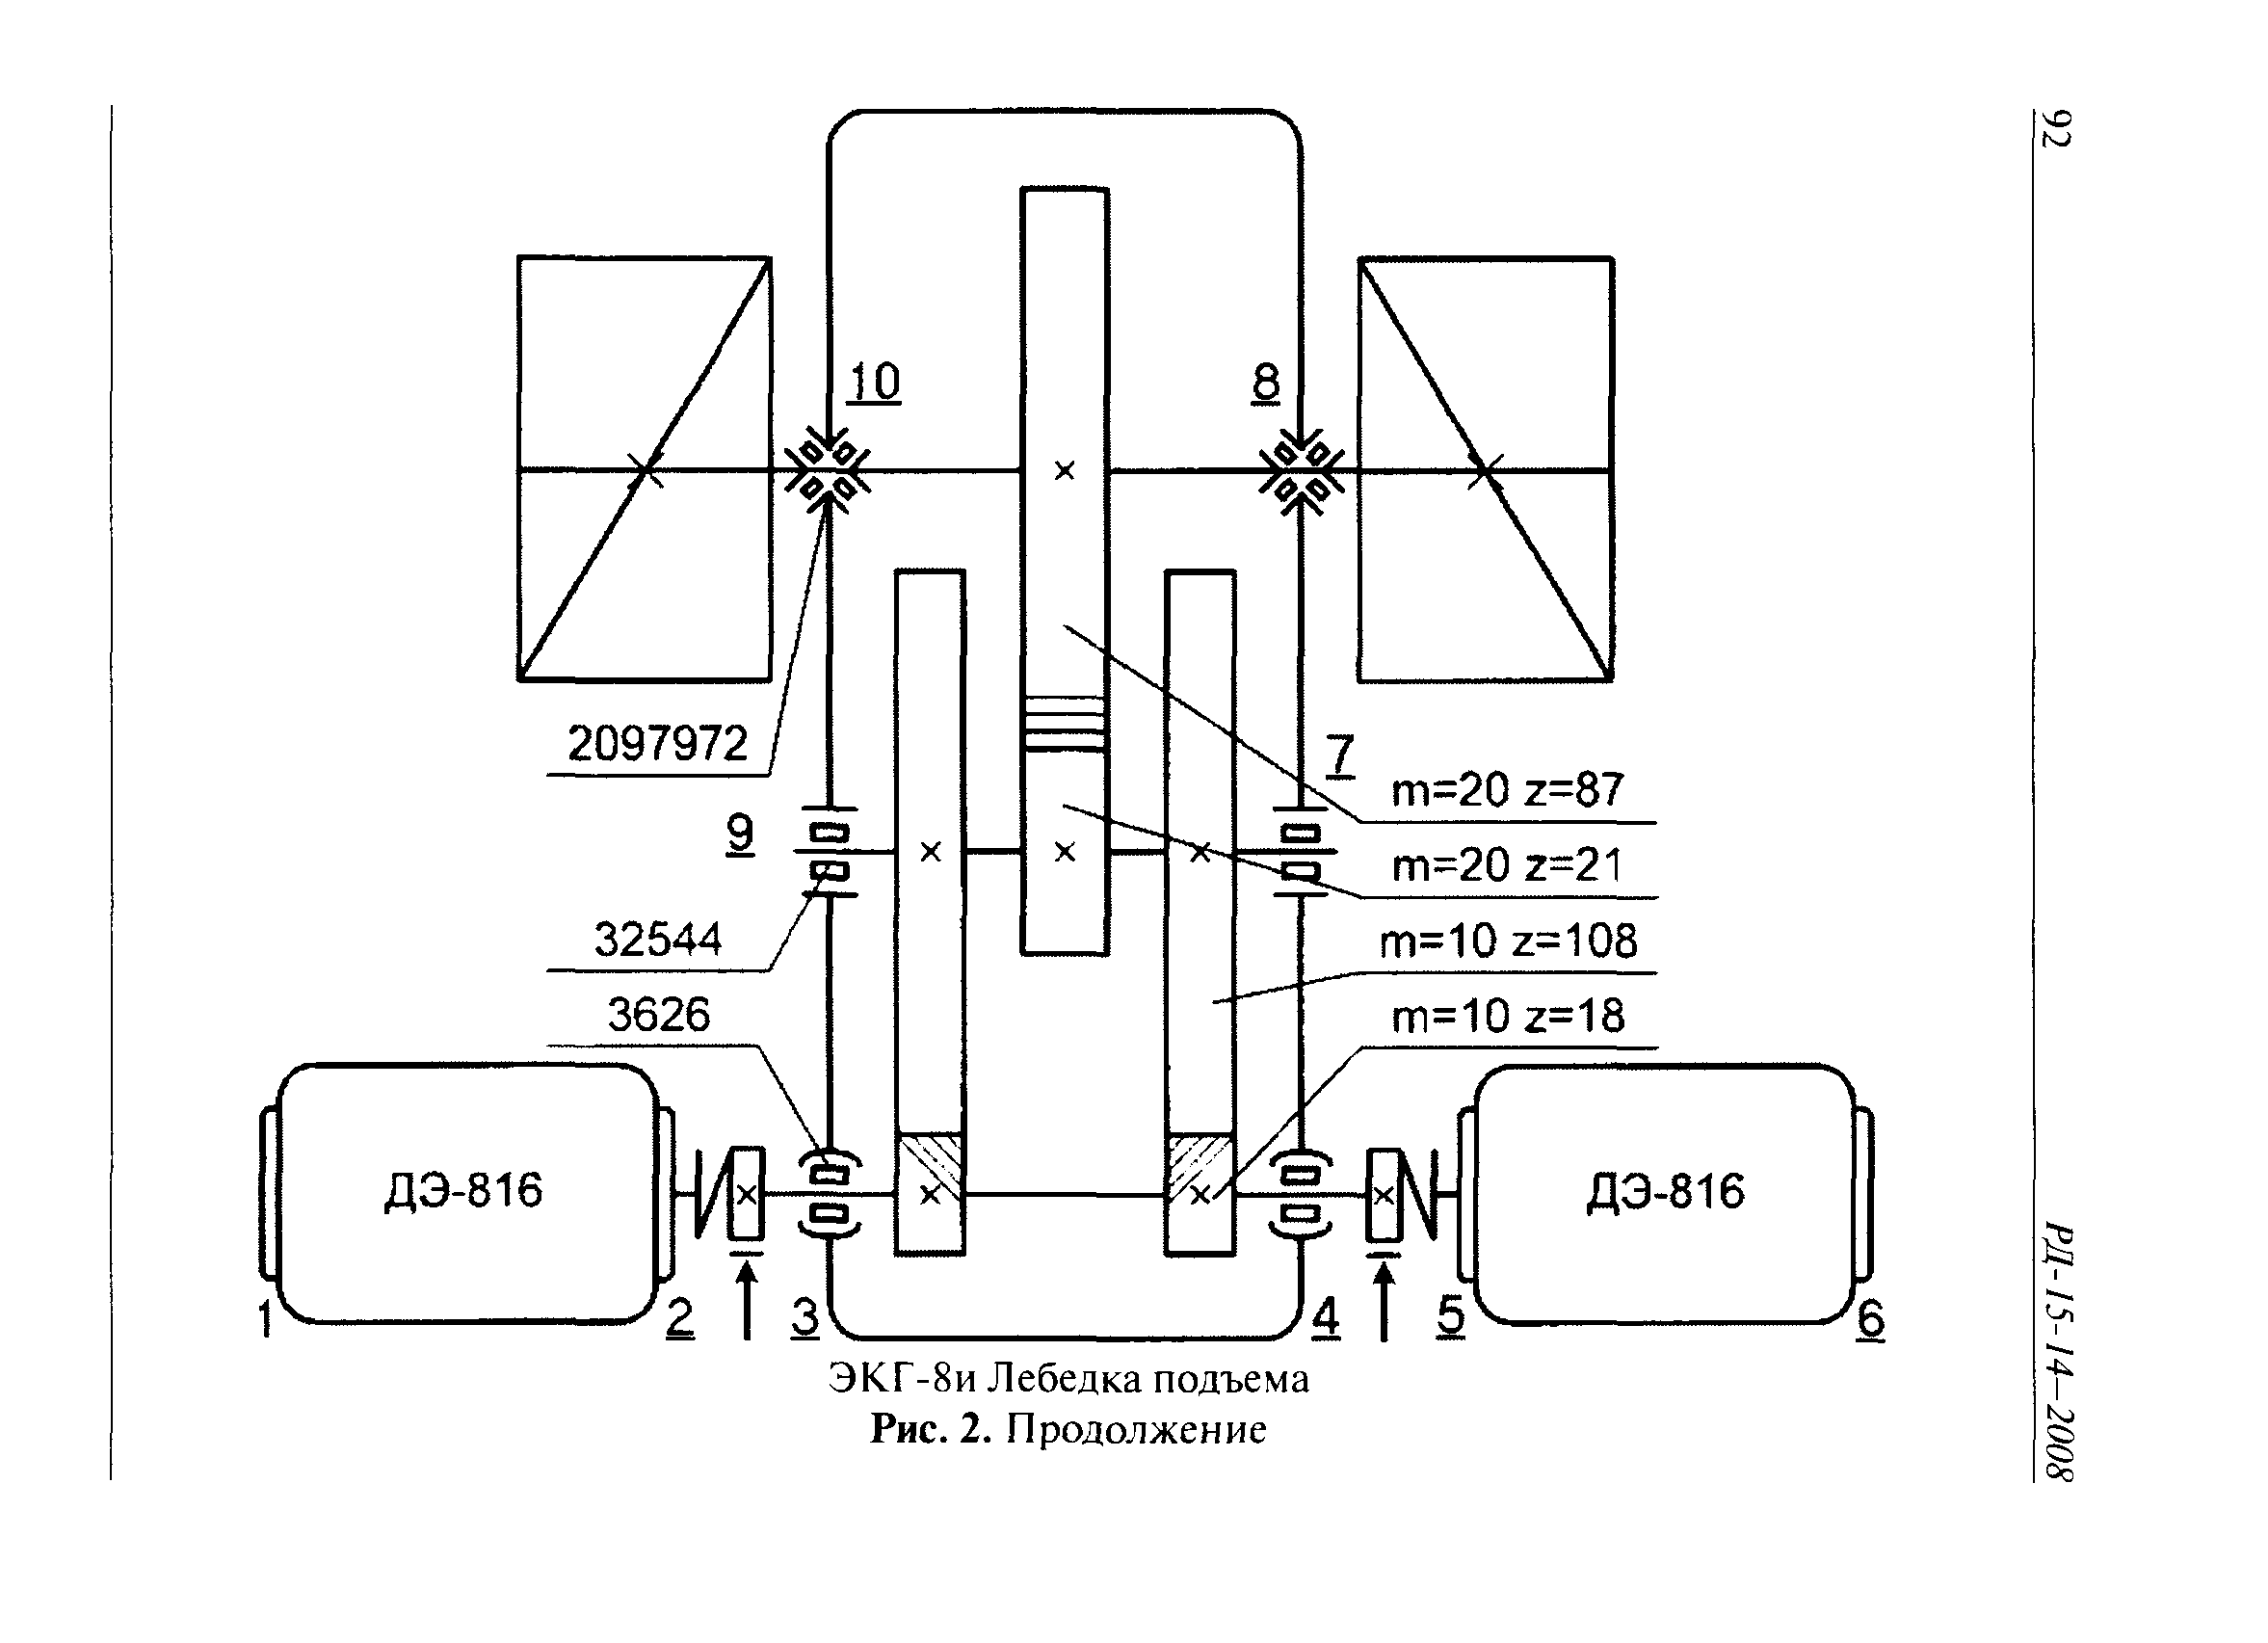 92
10
8
2097972
7
m=20 z=87
9
m=20 z=21
32544
m=10 z=108
3626
m=10 z=18
ДЭ-816
ДЭ-816
1
2
3
4
5
6
ЭКГ-8и Лебедка подъема
Рис. 2. Продолжение
РД-15-14—2008